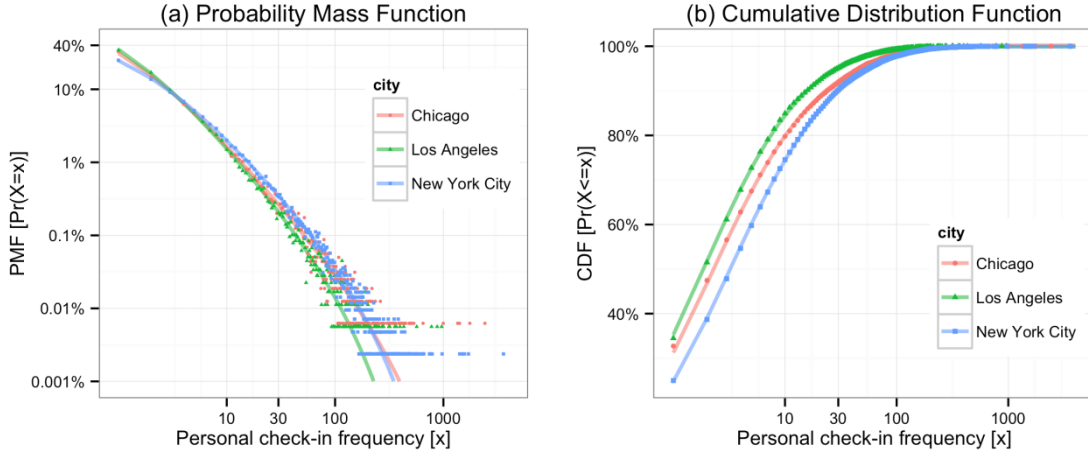 (a) Probability Mass Function
PMF [Pr(X=x)]
40%
10%
1%
0.1%
0.01%
0.001%
10
30
100
1000
Personal check-in frequency [x]
city
Chicago
Los Angeles
New York City
(b) Cumulative Distribution Function
CDF [Pr(X<=x)]
100%
80%
60%
40%
10
30
100
1000
Personal check-in frequency [x]
city
Chicago
Los Angeles
New York City